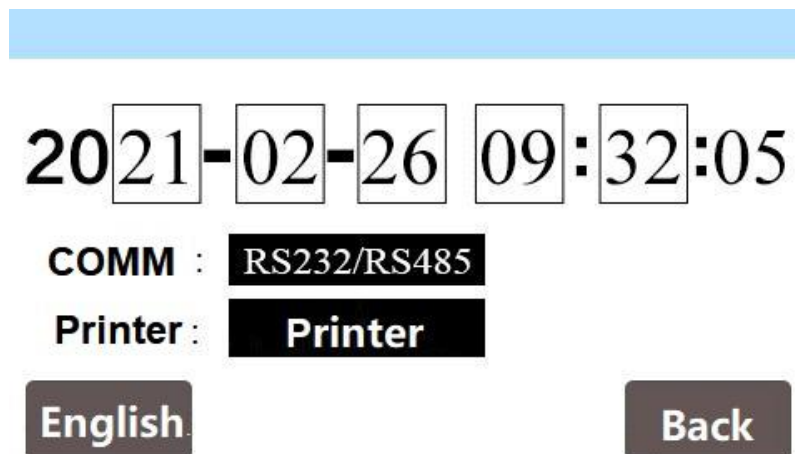 2021-02-26 09:32:05
COMM : RS232/RS485
Printer : Printer
English
Back